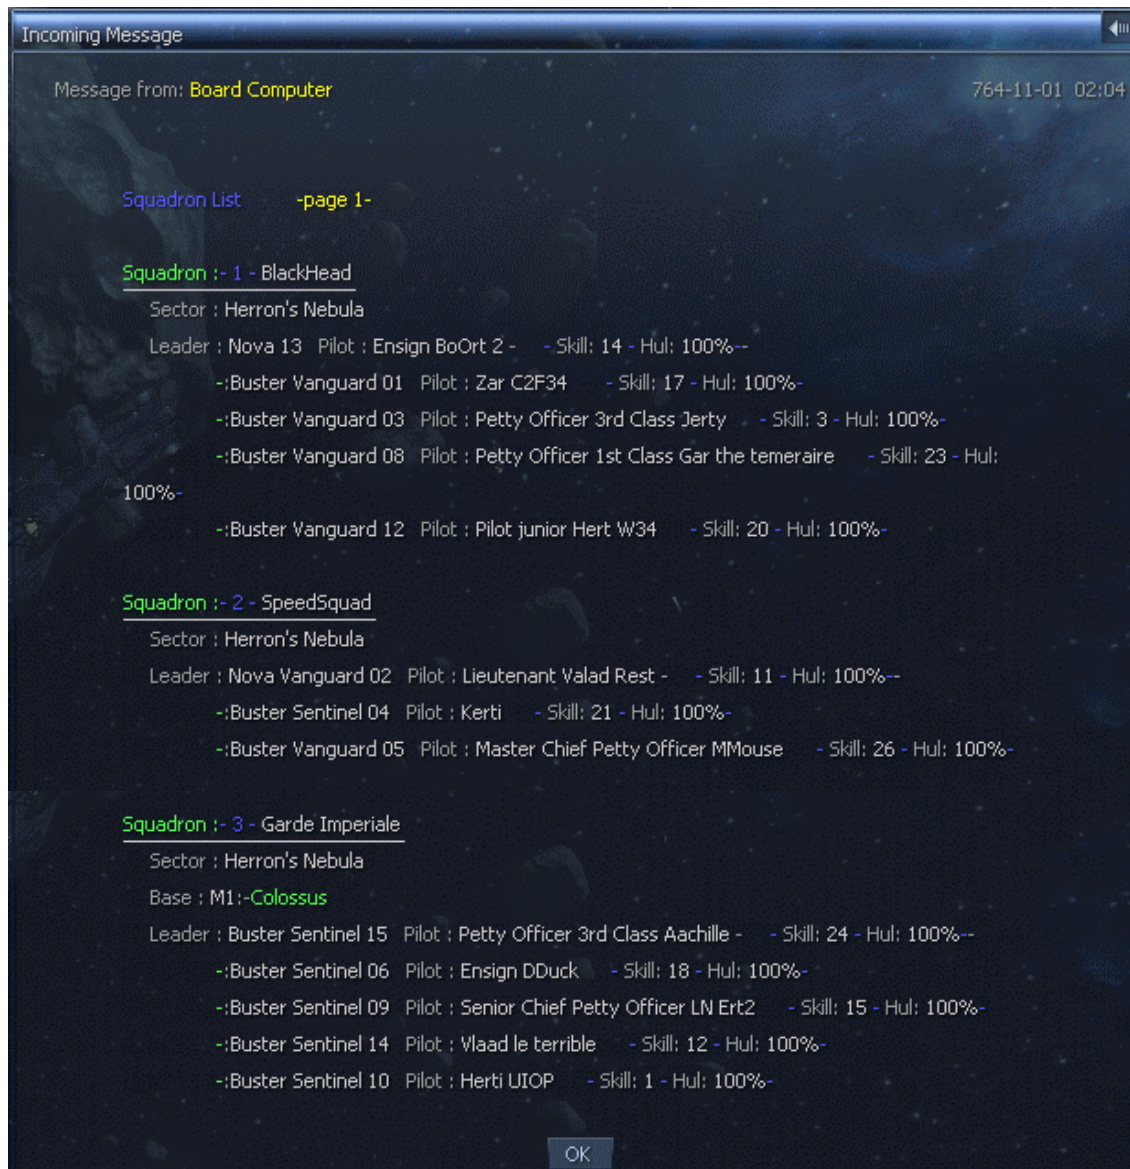 Incoming Message
Message from: Board Computer 764-11-01 02:04
Squadron List -page 1-
Squadron :- 1 - BlackHead
Sector : Herron's Nebula
Leader : Nova 13 Pilot : Ensign BoOrt 2 - - Skill: 14 - Hul: 100%--
-:Buster Vanguard 01 Pilot : Zar C2F34 - Skill: 17 - Hul: 100%-
-:Buster Vanguard 03 Pilot : Petty Officer 3rd Class Jerty - Skill: 3 - Hul: 100%-
-:Buster Vanguard 08 Pilot : Petty Officer 1st Class Gar the temeraire - Skill: 23 - Hul:
100%-
-:Buster Vanguard 12 Pilot : Pilot junior Hert W34 - Skill: 20 - Hul: 100%-
Squadron :- 2 - SpeedSquad
Sector : Herron's Nebula
Leader : Nova Vanguard 02 Pilot : Lieutenant Valad Rest - - Skill: 11 - Hul: 100%--
-:Buster Sentinel 04 Pilot : Kerti - Skill: 21 - Hul: 100%-
-:Buster Vanguard 05 Pilot : Master Chief Petty Officer MMouse - Skill: 26 - Hul: 100%-
Squadron :- 3 - Garde Imperiale
Sector : Herron's Nebula
Base : M1:-Colossus
Leader : Buster Sentinel 15 Pilot : Petty Officer 3rd Class Aachille - - Skill: 24 - Hul: 100%--
-:Buster Sentinel 06 Pilot : Ensign DDuck - Skill: 18 - Hul: 100%-
-:Buster Sentinel 09 Pilot : Senior Chief Petty Officer LN Ert2 - Skill: 15 - Hul: 100%-
-:Buster Sentinel 14 Pilot : Vlaad le terrible - Skill: 12 - Hul: 100%-
-:Buster Sentinel 10 Pilot : Herti UIOP - Skill: 1 - Hul: 100%-
OK